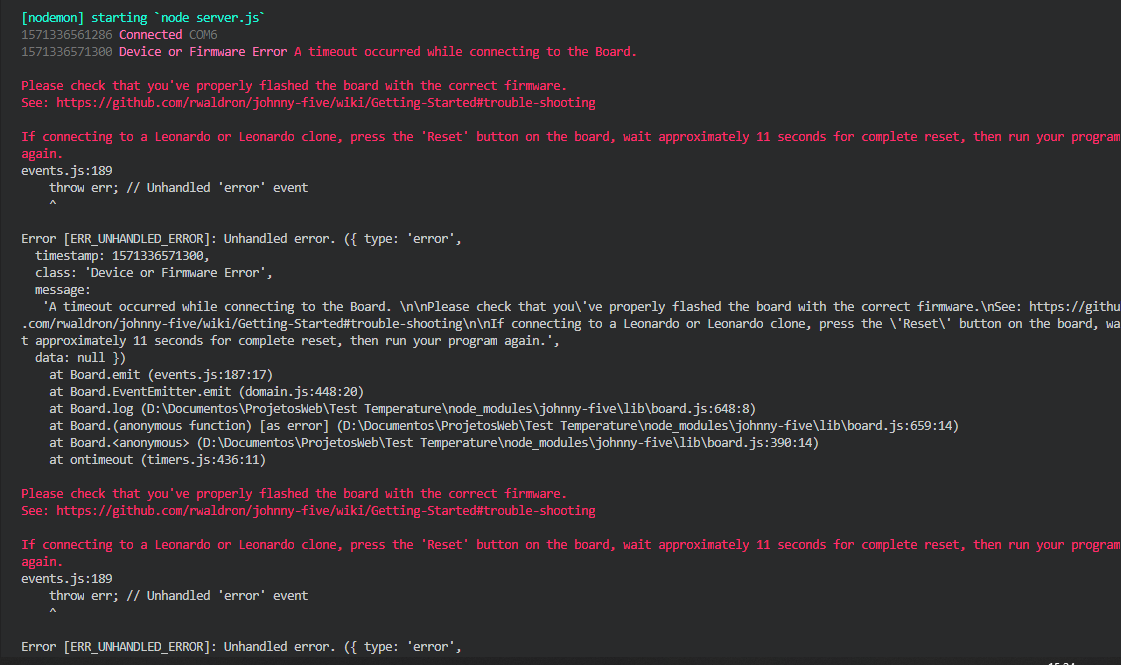 [nodemon] starting `node server.js`
1571336561286 Connected COM6
1571336571300 Device or Firmware Error A timeout occurred while connecting to the Board.
Please check that you've properly flashed the board with the correct firmware.
See: https://github.com/rwaldron/johnny-five/wiki/Getting-Started#trouble-shooting
If connecting to a Leonardo or Leonardo clone, press the 'Reset' button on the board, wait approximately 11 seconds for complete reset, then run your program
again.
events.js:189
    throw err; // Unhandled 'error' event
    ^
Error [ERR_UNHANDLED_ERROR]: Unhandled error. ({ type: 'error',
  timestamp: 1571336571300,
  class: 'Device or Firmware Error',
  message:
   'A timeout occurred while connecting to the Board. \n\nPlease check that you\'ve properly flashed the board with the correct firmware.\nSee: https://githu
.com/rwaldron/johnny-five/wiki/Getting-Started#trouble-shooting\n\nIf connecting to a Leonardo or Leonardo clone, press the \'Reset\' button on the board, wa
t approximately 11 seconds for complete reset, then run your program again.',
  data: null })
    at Board.emit (events.js:187:17)
    at Board.EventEmitter.emit (domain.js:448:20)
    at Board.log (D:\Documentos\ProjetosWeb\Test Temperature\node_modules\johnny-five\lib\board.js:648:8)
    at Board.(anonymous function) [as error] (D:\Documentos\ProjetosWeb\Test Temperature\node_modules\johnny-five\lib\board.js:659:14)
    at Board.<anonymous> (D:\Documentos\ProjetosWeb\Test Temperature\node_modules\johnny-five\lib\board.js:390:14)
    at ontimeout (timers.js:436:11)
Please check that you've properly flashed the board with the correct firmware.
See: https://github.com/rwaldron/johnny-five/wiki/Getting-Started#trouble-shooting
If connecting to a Leonardo or Leonardo clone, press the 'Reset' button on the board, wait approximately 11 seconds for complete reset, then run your program
again.
events.js:189
    throw err; // Unhandled 'error' event
    ^
Error [ERR_UNHANDLED_ERROR]: Unhandled error. ({ type: 'error',